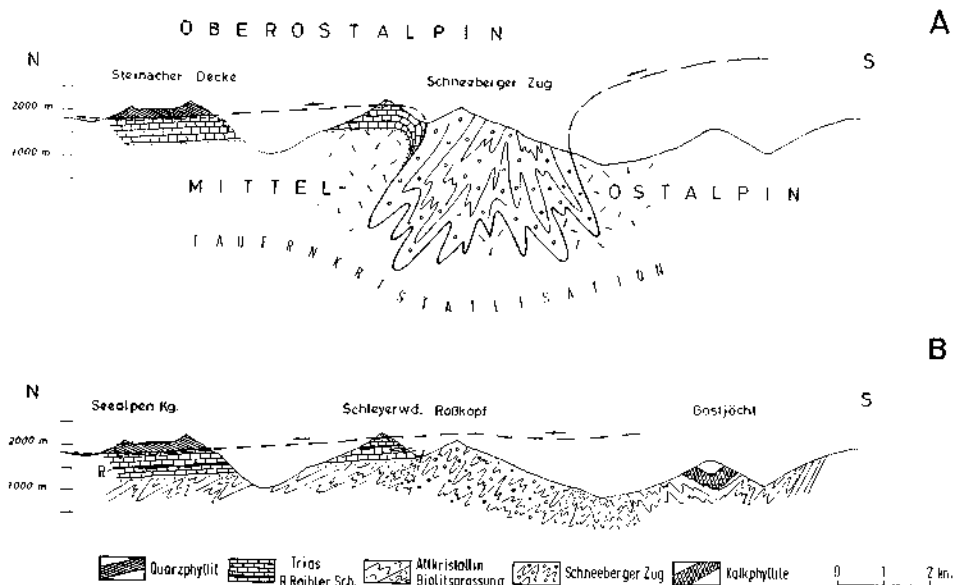 A
OBEROSTALPIN
N
S
Steinacher Decke
Schneeberger Zug
2000 m
1000 m
MITTEL-
OSTALPIN
TAUERNKRISTALLISATION
B
N
S
Seealpen Kg.
Schleyerwd. Roßkopf
Gostjöchl
2000 m
R
1000 m
Quarzphyllit
Trias
R Raibler Sch.
Altkristallin
Biolitsprossung
Schneeberger Zug
Kalkphyllite
0 1 2 km.